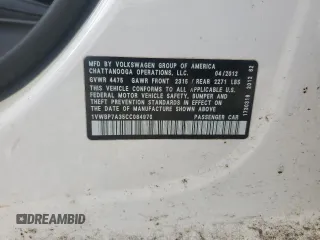 MFD BY VOLKSWAGEN GROUP OF AMERICA
CHATTANOOGA OPERATIONS, LLC. 04/2012
GVWR 4475 GAWR FRONT 2315 / REAR 2271 LBS
THIS VEHICLE CONFORMS TO ALL APPLICABLE
FEDERAL MOTOR VEHICLE SAFETY, BUMPER, AND
THEFT PREVENTION STANDARDS IN EFFECT ON THE
DATE OF MANUFACTURE SHOWN ABOVE.
PASSENGER CAR
DREAMBID